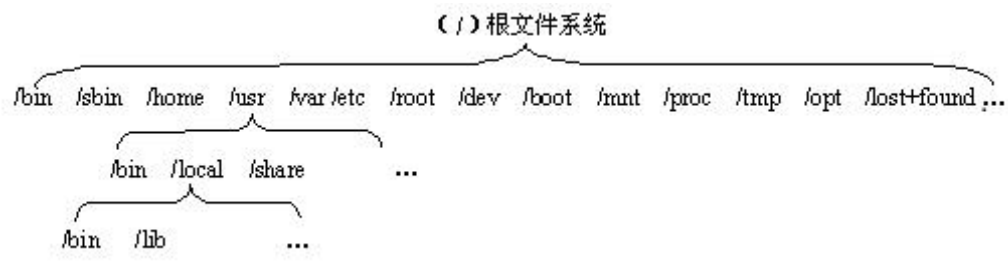 (/)根文件系统
/bin /sbin /home /usr /var /etc /root /dev /boot /mnt /proc /tmp /opt /lost+found ...
/bin /local /share ...
/bin /lib ...